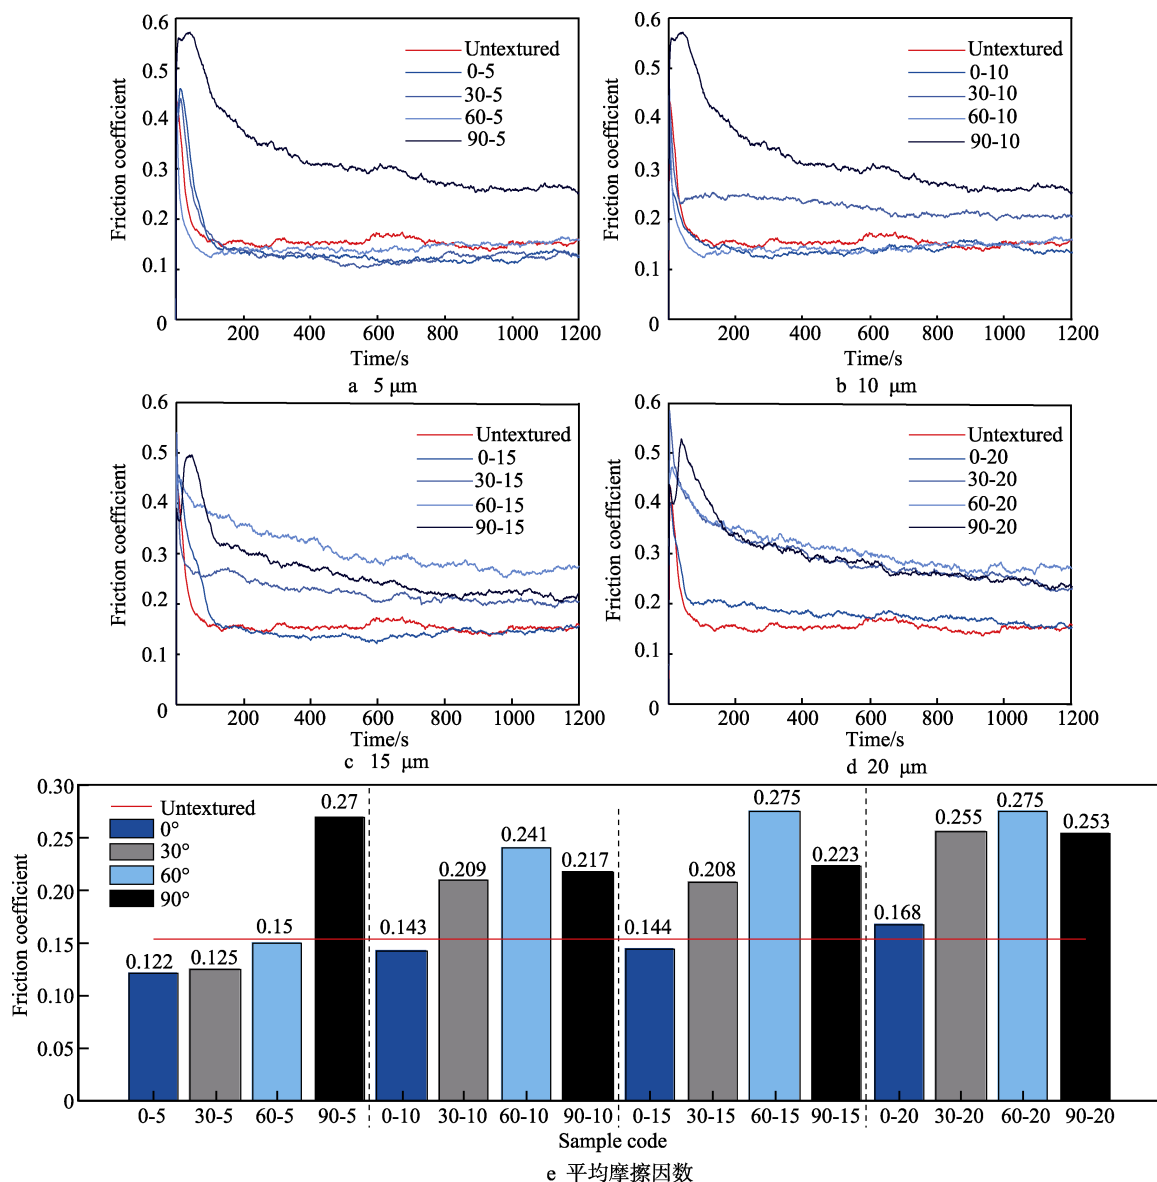 0.6
0.5
0.4
0.3
0.2
0.1
0
Friction coefficient
Untextured
0-5
30-5
60-5
90-5
200 400 600 800 1000 1200
Time/s
a 5 μm
0.6
0.5
0.4
0.3
0.2
0.1
0
Friction coefficient
Untextured
0-10
30-10
60-10
90-10
200 400 600 800 1000 1200
Time/s
b 10 μm
0.6
0.5
0.4
0.3
0.2
0.1
0
Friction coefficient
Untextured
0-15
30-15
60-15
90-15
200 400 600 800 1000 1200
Time/s
c 15 μm
0.6
0.5
0.4
0.3
0.2
0.1
0
Friction coefficient
Untextured
0-20
30-20
60-20
90-20
200 400 600 800 1000 1200
Time/s
d 20 μm
0.30
0.25
0.20
0.15
0.10
0.05
0
Friction coefficient
Untextured
0°
30°
60°
90°
0.122 0.125 0.15 0.27 0.143 0.209 0.241 0.217 0.144 0.208 0.275 0.223 0.168 0.255 0.275 0.253
0-5 30-5 60-5 90-5 0-10 30-10 60-10 90-10 0-15 30-15 60-15 90-15 0-20 30-20 60-20 90-20
Sample code
e 平均摩擦因数